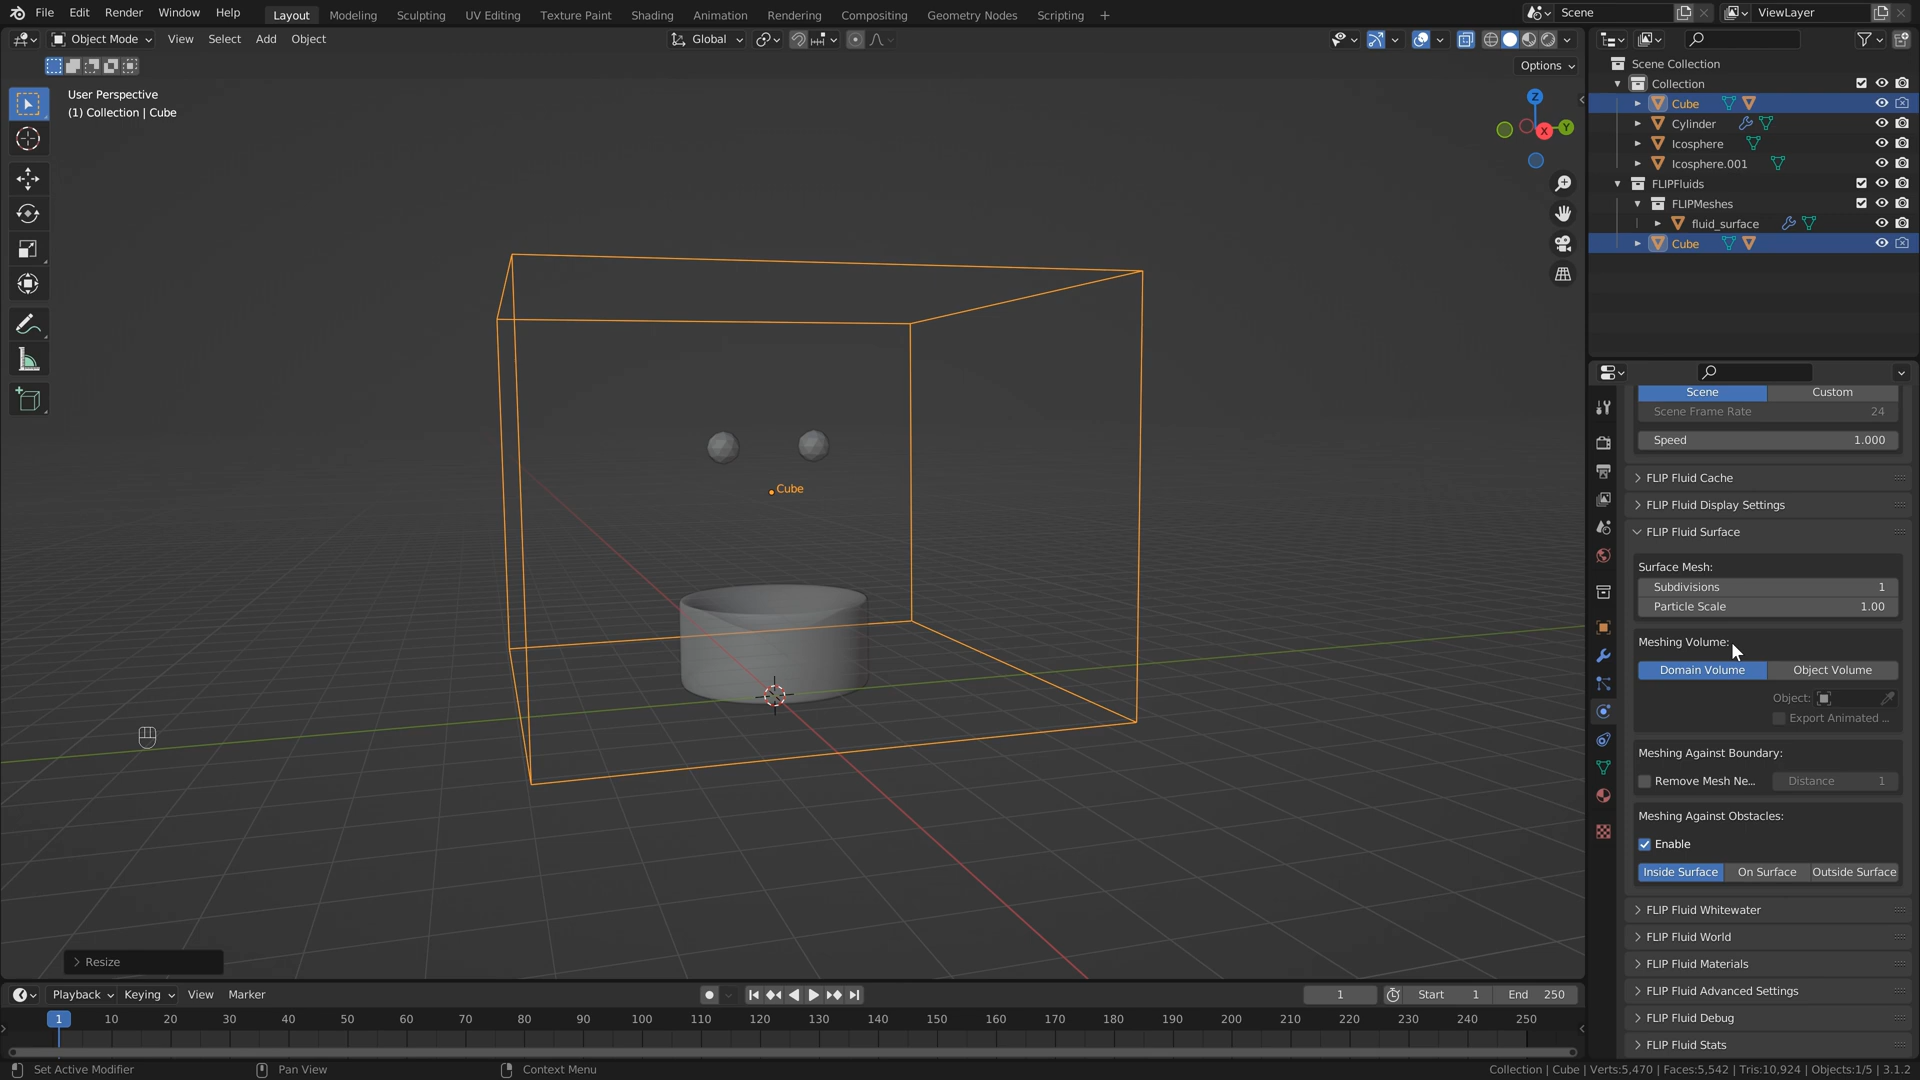 File Edit Render Window Help Layout Modeling Sculpting UV Editing Texture Paint Shading Animation Rendering Compositing Geometry Nodes Scripting + Scene ViewLayer
Object Mode View Select Add Object Global
Options
User Perspective
(1) Collection | Cube
Z
X
Y
Cube
Resize
Scene Collection
Collection
Cube
Cylinder
Icosphere
Icosphere.001
FLIPFluids
FLIPMeshes
fluid_surface
Cube
Scene Custom
Scene Frame Rate 24
Speed 1.000
FLIP Fluid Cache
FLIP Fluid Display Settings
FLIP Fluid Surface
Surface Mesh:
Subdivisions 1
Particle Scale 1.00
Meshing Volume:
Domain Volume Object Volume
Object:
Export Animated ...
Meshing Against Boundary:
Remove Mesh Ne... Distance 1
Meshing Against Obstacles:
Enable
Inside Surface On Surface Outside Surface
FLIP Fluid Whitewater
FLIP Fluid World
FLIP Fluid Materials
FLIP Fluid Advanced Settings
FLIP Fluid Debug
FLIP Fluid Stats
Playback Keying View Marker 1 Start 1 End 250
1 10 20 30 40 50 60 70 80 90 100 110 120 130 140 150 160 170 180 190 200 210 220 230 240 250
Set Active Modifier Pan View Context Menu Collection | Cube | Verts:5,470 | Faces:5,542 | Tris:10,924 | Objects:1/5 | 3.1.2